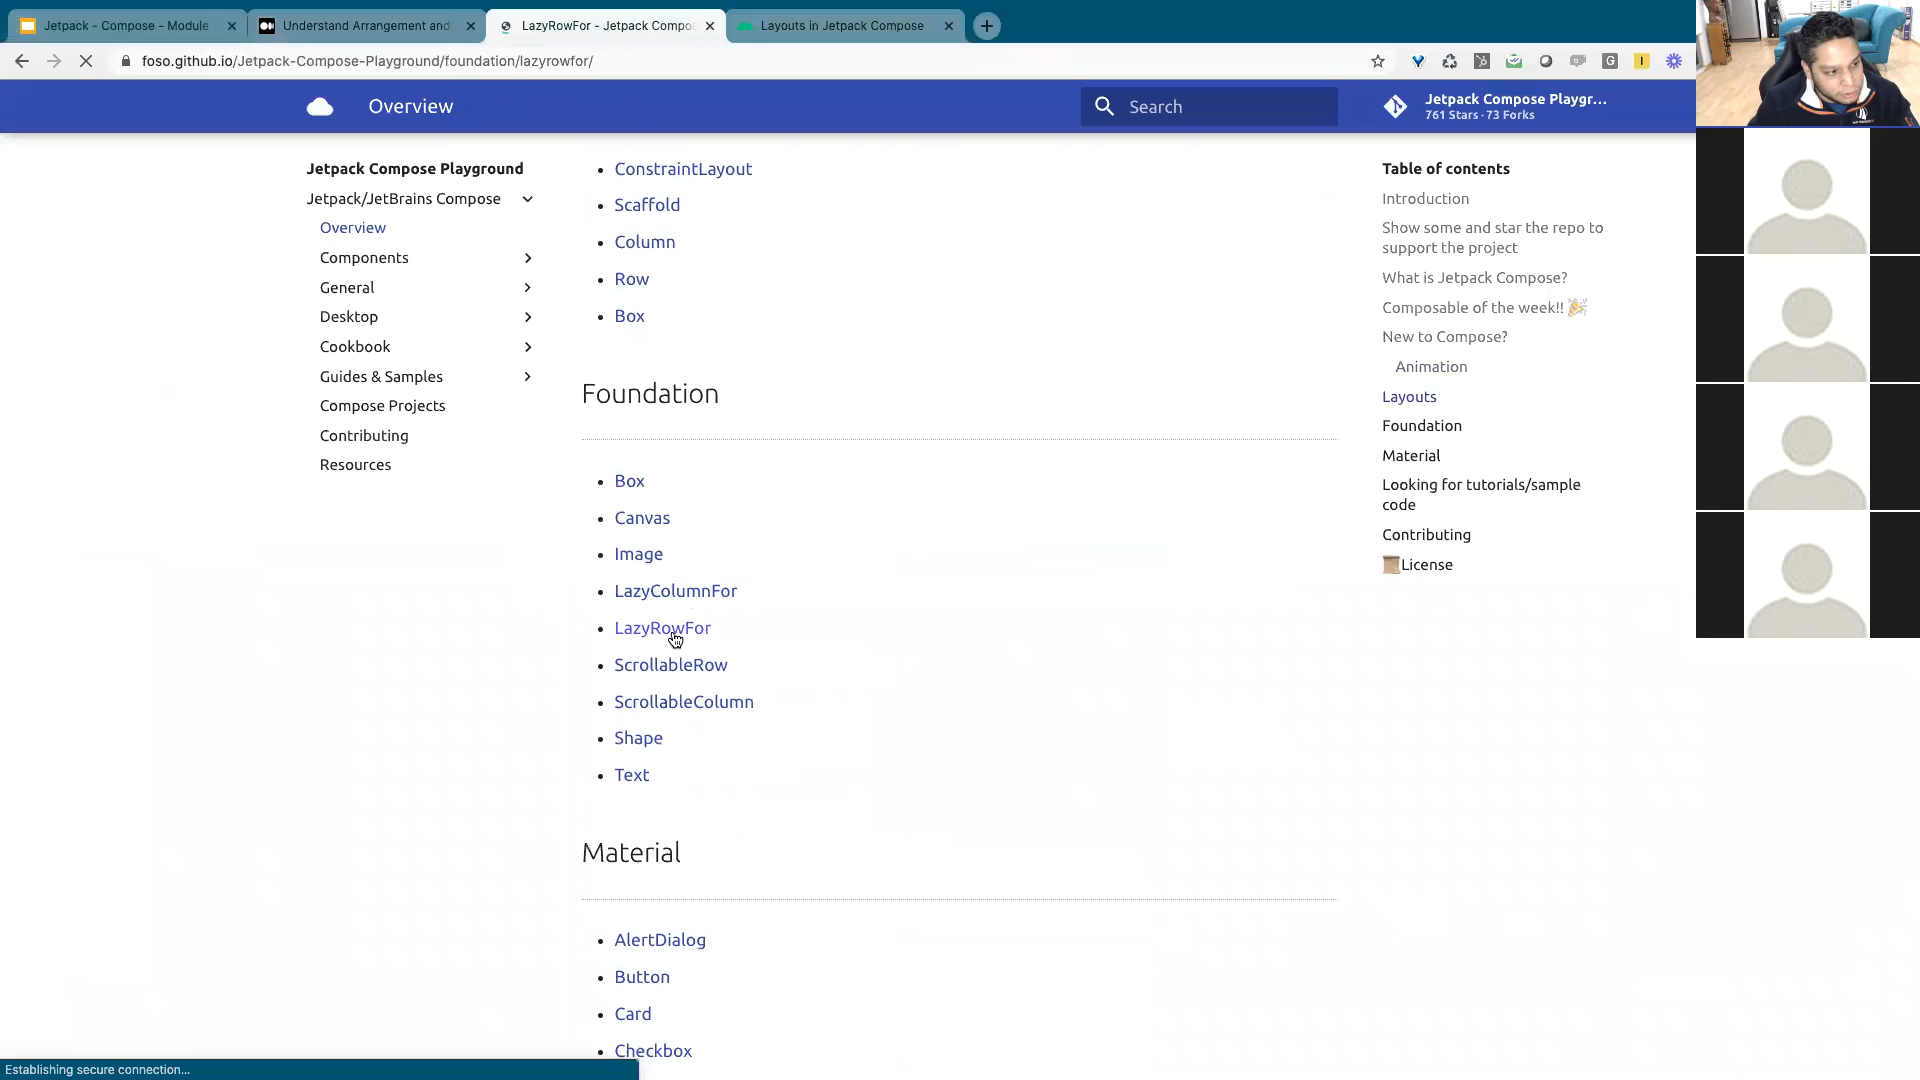 Jetpack - Compose - Module
Understand Arrangement and
LazyRowFor - Jetpack Compo
Layouts in Jetpack Compose
foso.github.io/Jetpack-Compose-Playground/foundation/lazyrowfor/
Overview
Search
Jetpack Compose Playgr...
761 Stars · 73 Forks
Jetpack Compose Playground
Jetpack/JetBrains Compose
Overview
Components
General
Desktop
Cookbook
Guides & Samples
Compose Projects
Contributing
Resources
ConstraintLayout
Scaffold
Column
Row
Box
Foundation
Box
Canvas
Image
LazyColumnFor
LazyRowFor
ScrollableRow
ScrollableColumn
Shape
Text
Material
AlertDialog
Button
Card
Checkbox
Table of contents
Introduction
Show some and star the repo to
support the project
What is Jetpack Compose?
Composable of the week!! 🎉
New to Compose?
Animation
Layouts
Foundation
Material
Looking for tutorials/sample
code
Contributing
📜License
Establishing secure connection...